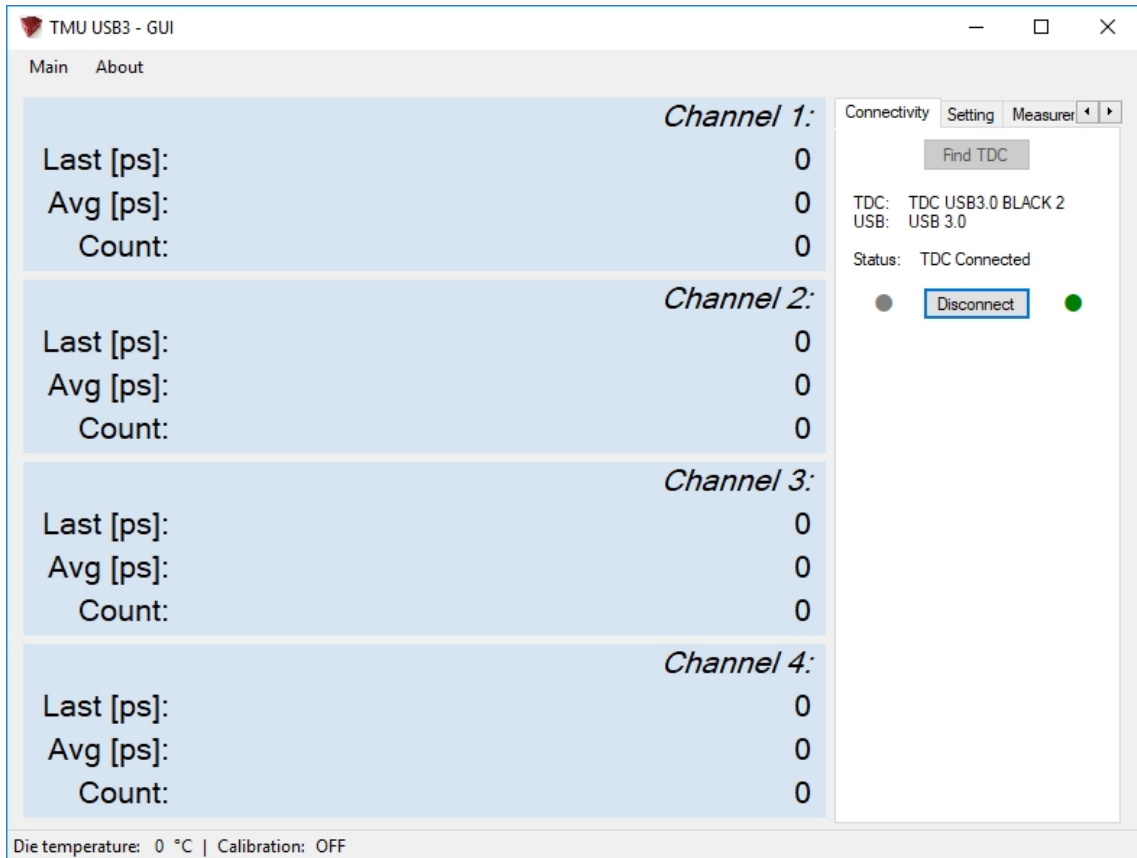 TMU USB3 - GUI
Main About
Channel 1:
Last [ps]: 0
Avg [ps]: 0
Count: 0
Channel 2:
Last [ps]: 0
Avg [ps]: 0
Count: 0
Channel 3:
Last [ps]: 0
Avg [ps]: 0
Count: 0
Channel 4:
Last [ps]: 0
Avg [ps]: 0
Count: 0
Connectivity Setting Measurer
Find TDC
TDC: TDC USB3.0 BLACK 2
USB: USB 3.0
Status: TDC Connected
Disconnect
Die temperature: 0 °C | Calibration: OFF